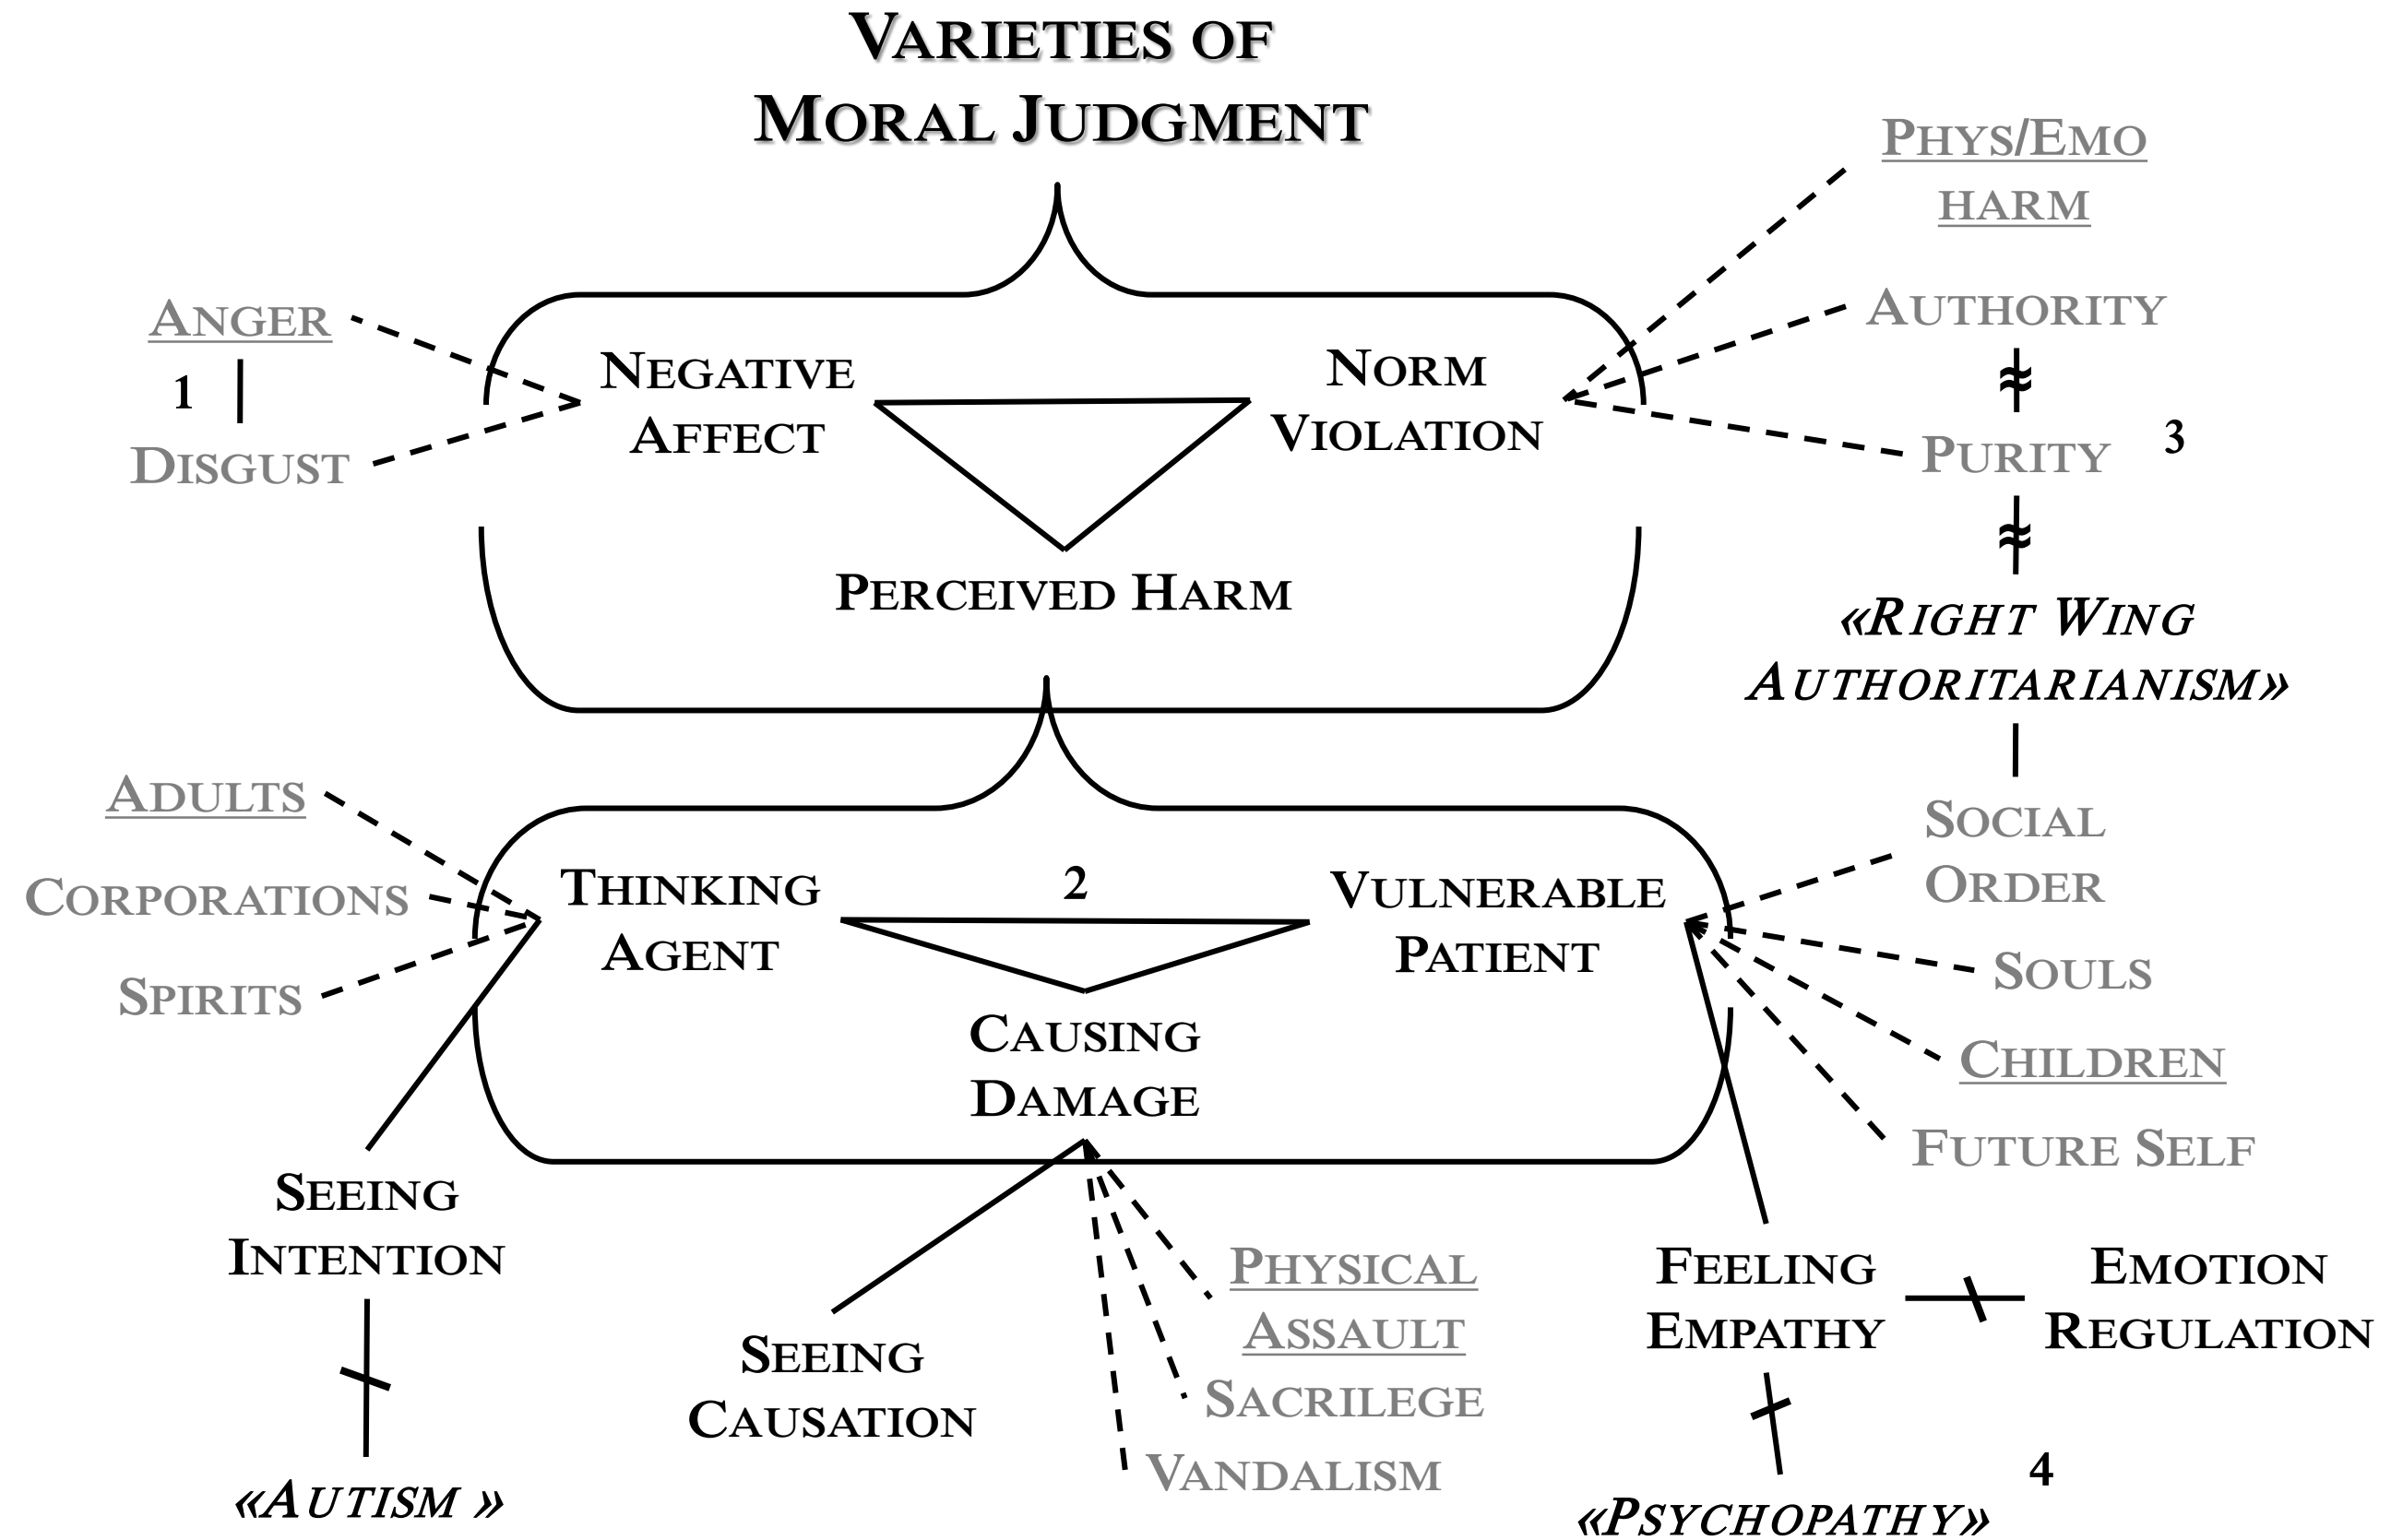 VARIETIES OF
MORAL JUDGMENT
PHYS/EMO
HARM
AUTHORITY
ANGER
1
DISGUST
NEGATIVE
AFFECT
NORM
VIOLATION
PURITY
3
PERCEIVED HARM
«RIGHT WING
AUTHORITARIANISM»
ADULTS
CORPORATIONS
SPIRITS
THINKING
AGENT
2
VULNERABLE
PATIENT
CAUSING
DAMAGE
SOCIAL
ORDER
SOULS
CHILDREN
FUTURE SELF
SEEING
INTENTION
SEEING
CAUSATION
PHYSICAL
ASSAULT
SACRILEGE
VANDALISM
FEELING
EMPATHY
EMOTION
REGULATION
«AUTISM »
«PSYCHOPATHY»
4